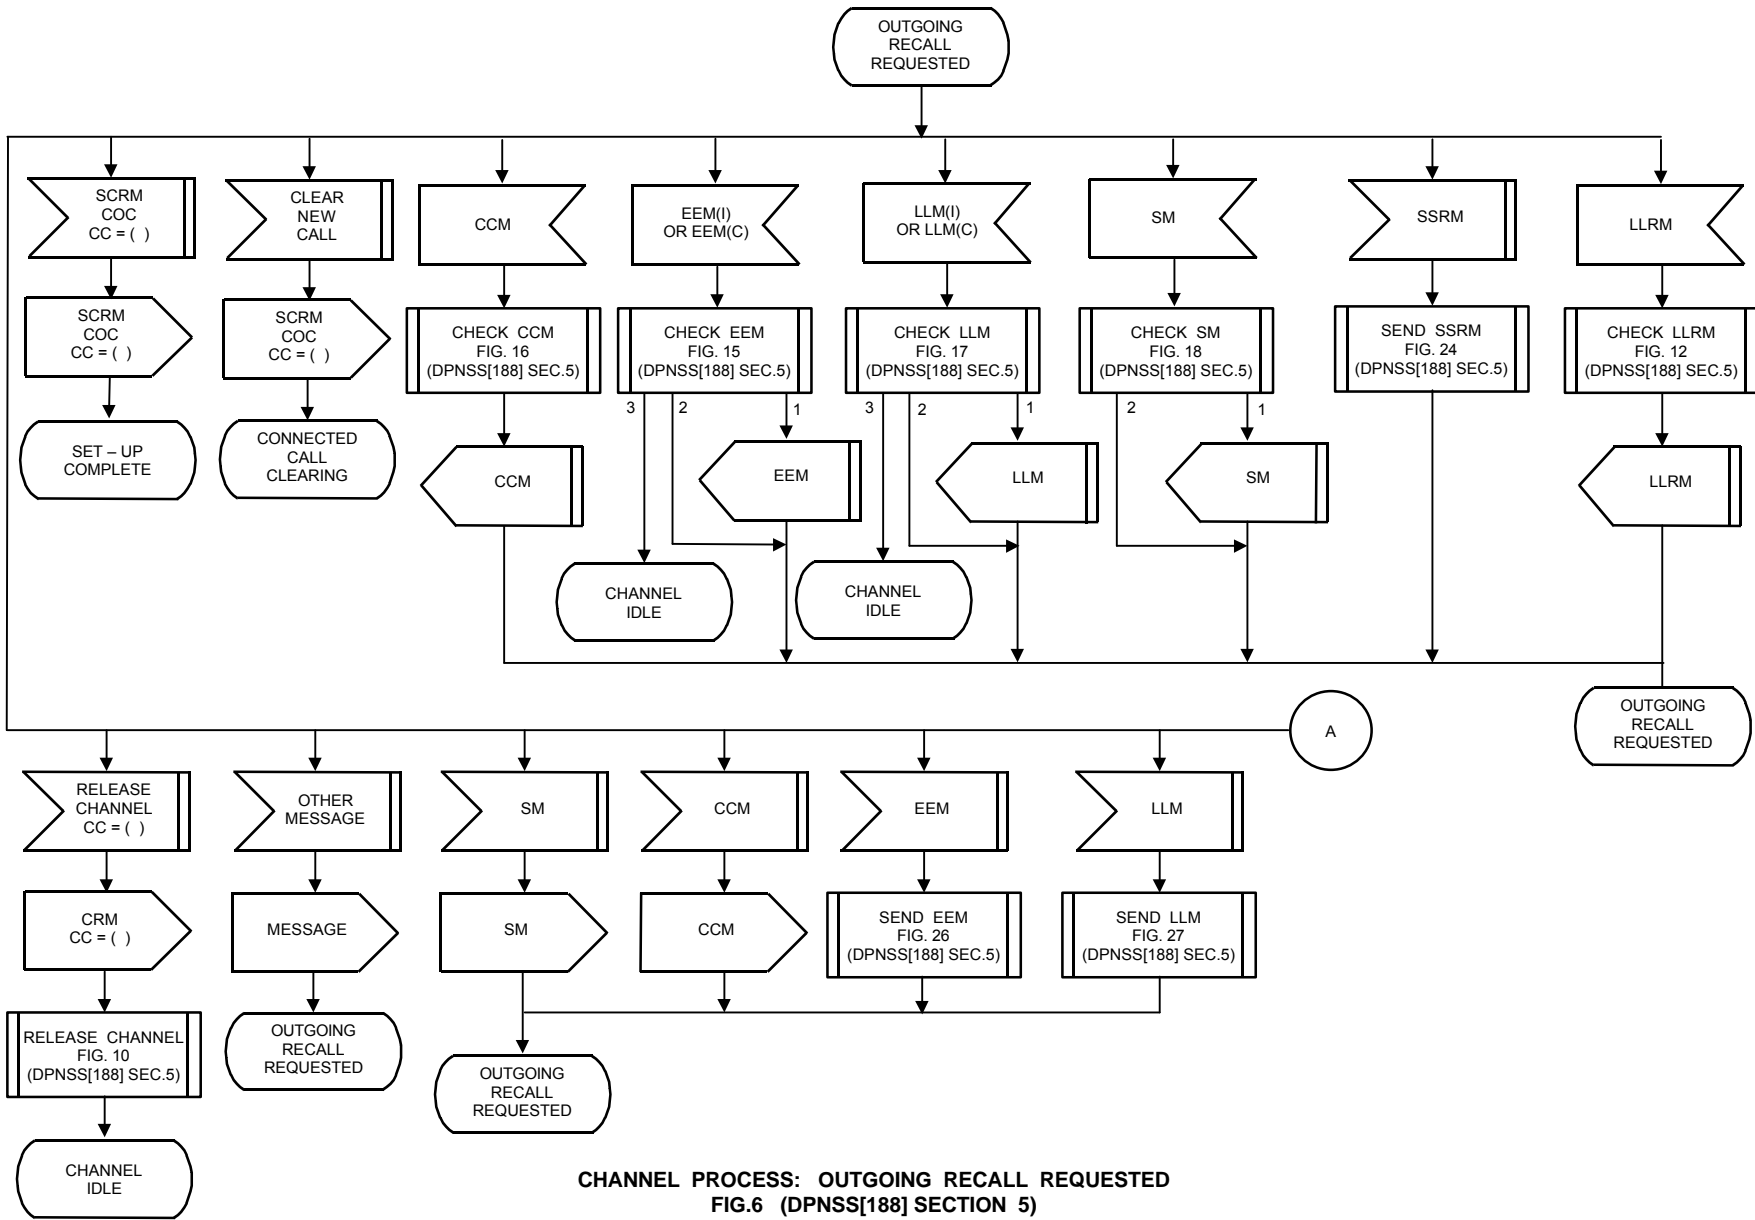 OUTGOING
RECALL
REQUESTED
SCRM
COC
CC = ( )
CLEAR
NEW
CALL
CCM
EEM(I)
OR EEM(C)
LLM(I)
OR LLM(C)
SM
SSRM
LLRM
SCRM
COC
CC = ( )
SCRM
COC
CC = ( )
CHECK CCM
FIG. 16
(DPNSS[188] SEC.5)
CHECK EEM
FIG. 15
(DPNSS[188] SEC.5)
CHECK LLM
FIG. 17
(DPNSS[188] SEC.5)
CHECK SM
FIG. 18
(DPNSS[188] SEC.5)
SEND SSRM
FIG. 24
(DPNSS[188] SEC.5)
CHECK LLRM
FIG. 12
(DPNSS[188] SEC.5)
3
2
1
3
2
1
2
1
SET – UP
COMPLETE
CONNECTED
CALL
CLEARING
CCM
EEM
LLM
SM
LLRM
CHANNEL
IDLE
CHANNEL
IDLE
OUTGOING
RECALL
REQUESTED
A
RELEASE
CHANNEL
CC = ( )
OTHER
MESSAGE
SM
CCM
EEM
LLM
CRM
CC = ( )
MESSAGE
SM
CCM
SEND EEM
FIG. 26
(DPNSS[188] SEC.5)
SEND LLM
FIG. 27
(DPNSS[188] SEC.5)
RELEASE CHANNEL
FIG. 10
(DPNSS[188] SEC.5)
OUTGOING
RECALL
REQUESTED
OUTGOING
RECALL
REQUESTED
CHANNEL
IDLE
CHANNEL PROCESS: OUTGOING RECALL REQUESTED
FIG.6 (DPNSS[188] SECTION 5)